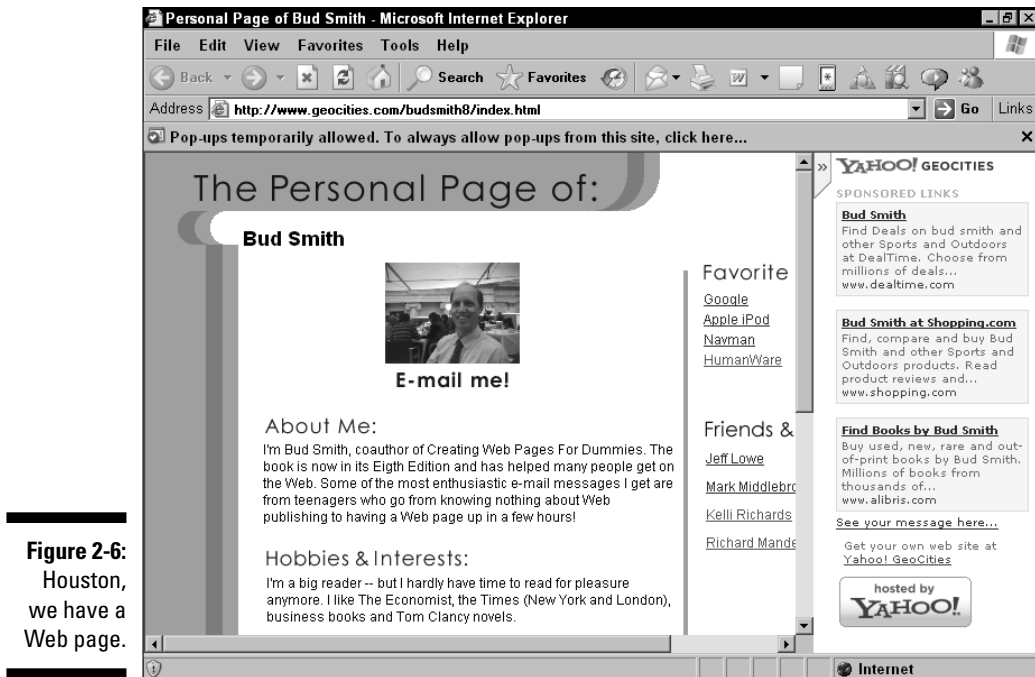 Personal Page of Bud Smith - Microsoft Internet Explorer
File Edit View Favorites Tools Help
Back Search Favorites
Address http://www.geocities.com/budsmith8/index.html Go Links
Pop-ups temporarily allowed. To always allow pop-ups from this site, click here...
The Personal Page of:
Bud Smith
E-mail me!
About Me:
I'm Bud Smith, coauthor of Creating Web Pages For Dummies. The
book is now in its Eigth Edition and has helped many people get on
the Web. Some of the most enthusiastic e-mail messages I get are
from teenagers who go from knowing nothing about Web
publishing to having a Web page up in a few hours!
Hobbies & Interests:
I'm a big reader -- but I hardly have time to read for pleasure
anymore. I like The Economist, the Times (New York and London),
business books and Tom Clancy novels.
Favorite
Google
Apple iPod
Navman
HumanWare
Friends &
Jeff Lowe
Mark Middlebro
Kelli Richards
Richard Mande
YAHOO! GEOCITIES
SPONSORED LINKS
Bud Smith
Find Deals on bud smith and
other Sports and Outdoors
at DealTime. Choose from
millions of deals...
www.dealtime.com
Bud Smith at Shopping.com
Find, compare and buy Bud
Smith and other Sports and
Outdoors products. Read
product reviews and...
www.shopping.com
Find Books by Bud Smith
Buy used, new, rare and out-
of-print books by Bud Smith.
Millions of books from
thousands of...
www.alibris.com
See your message here...
Get your own web site at
Yahoo! GeoCities
hosted by
YAHOO!
Internet
Figure 2-6:
Houston,
we have a
Web page.